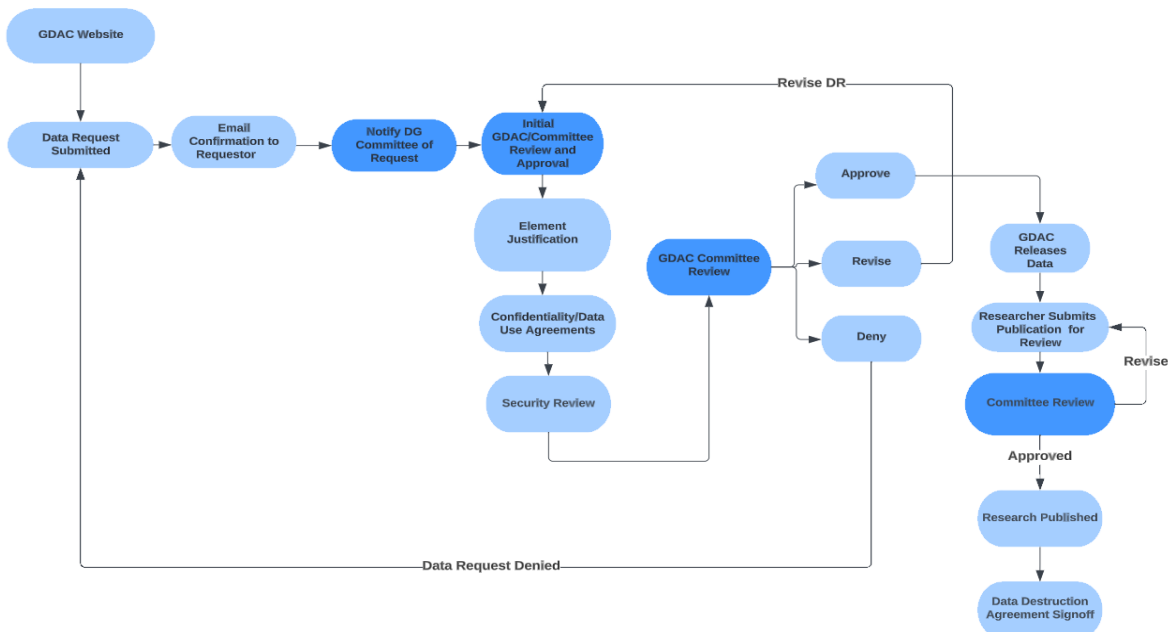 GDAC Website
Data Request
Submitted
Email
Confirmation to
Requestor
Notify DG
Committee of
Request
Initial
GDAC/Committee
Review and
Approval
Revise DR
Element
Justification
Confidentiality/Data
Use Agreements
Security Review
GDAC Committee
Review
Approve
Revise
Deny
Data Request Denied
GDAC
Releases
Data
Researcher Submits
Publication for
Review
Revise
Committee Review
Approved
Research Published
Data Destruction
Agreement Signoff